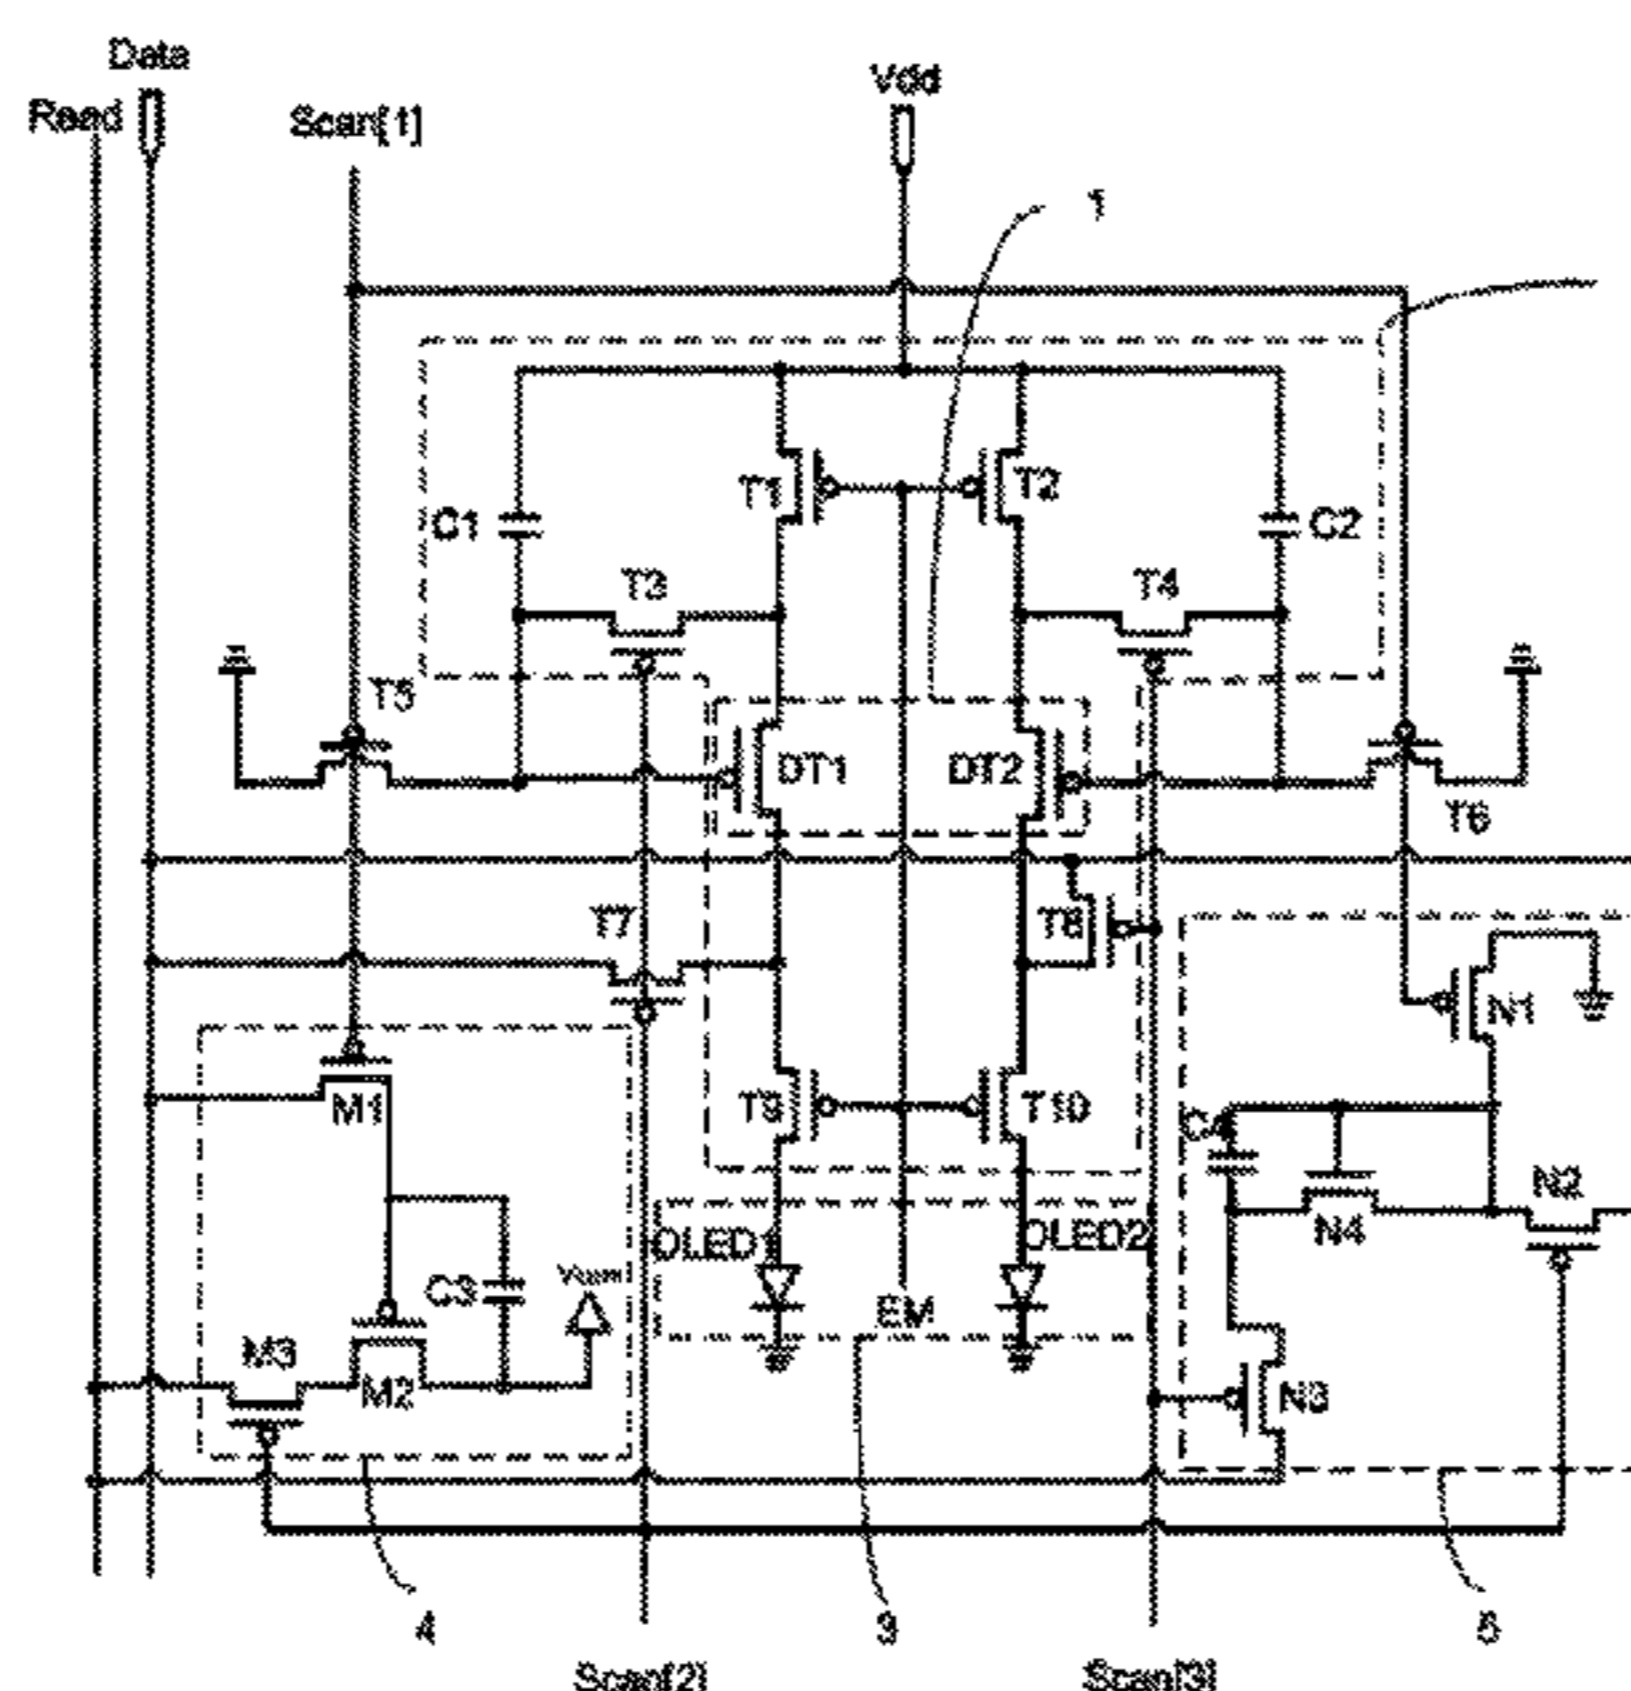 Data
Vdd
Read
Scan[1]
1
T1
T2
C1
C2
T3
T4
T5
DT1
DT2
T6
T7
T8
N1
M1
T9
T10
C4
N2
OLED1
OLED2
N4
C3
Vcom
EM
M3
M2
N3
4
3
5
Scan[2]
Scan[3]